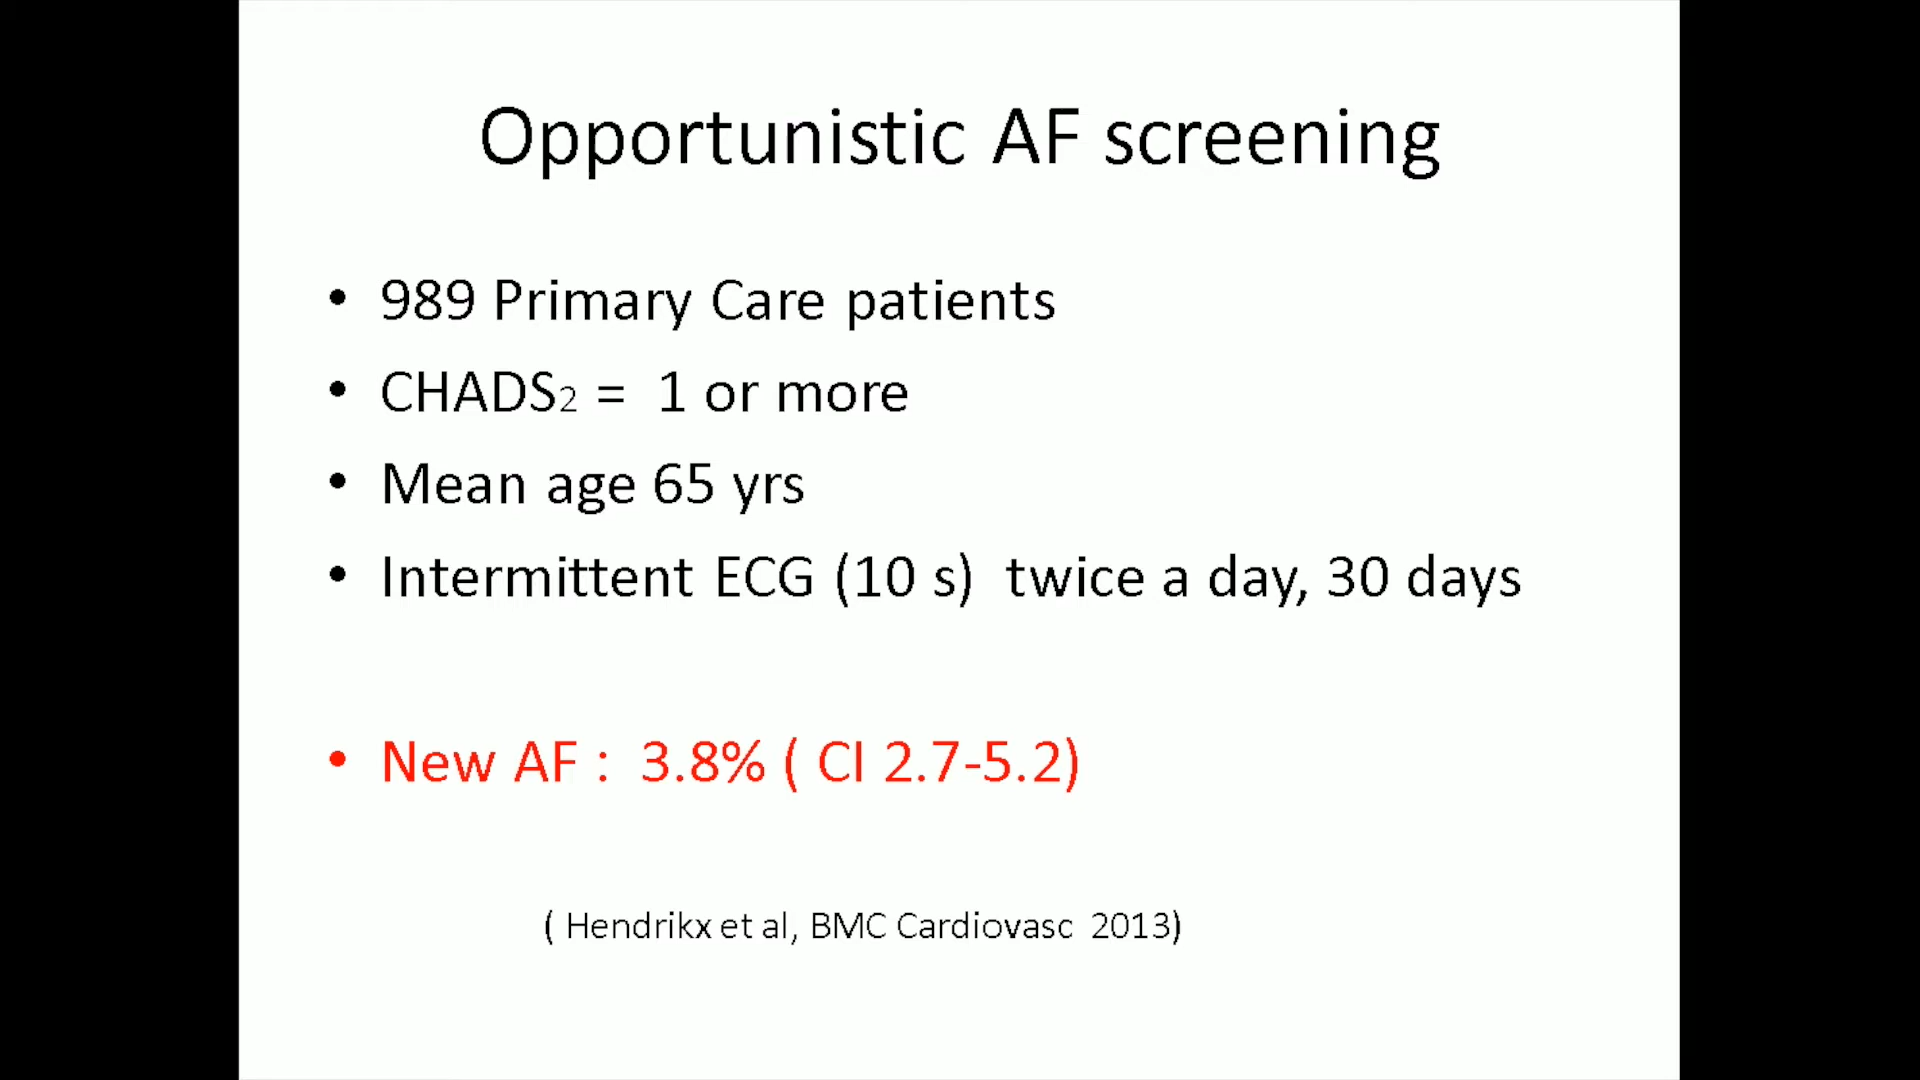 Opportunistic AF screening
• 989 Primary Care patients
• CHADS₂ = 1 or more
• Mean age 65 yrs
• Intermittent ECG (10 s) twice a day, 30 days
• New AF : 3.8% ( CI 2.7-5.2)
( Hendrikx et al, BMC Cardiovasc 2013)